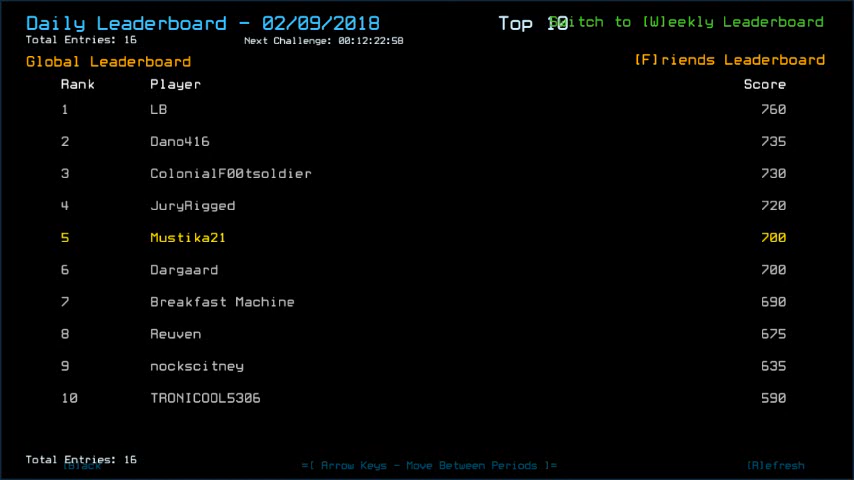 Daily Leaderboard - 02/09/2018 Top 10 Switch to [W]eekly Leaderboard
Total Entries: 16 Next Challenge: 00:12:22:58
Global Leaderboard [F]riends Leaderboard
Rank Player Score
1 LB 760
2 Dano416 735
3 ColonialF00tsoldier 730
4 JuryRigged 720
5 Mustika21 700
6 Dargaard 700
7 Breakfast Machine 690
8 Reuven 675
9 nockscitney 635
10 TRONICOOL5306 590
Total Entries: 16
[B]ack =[ Arrow Keys - Move Between Periods ]= [R]efresh